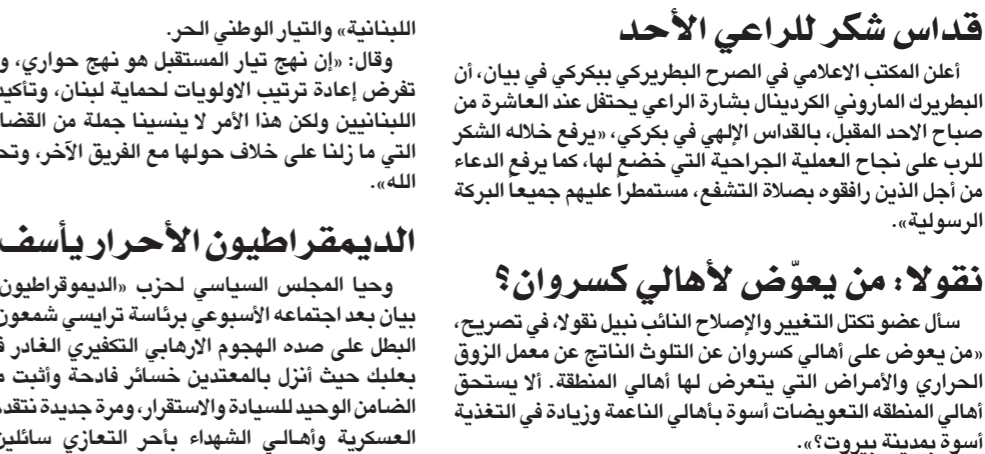 قداس شكر للراعي الأحد
أعلن المكتب الاعلامي في الصرح البطريركي ببكركي في بيان، أن
البطريرك الماروني الكردينال بشارة الراعي يحتفل عند العاشرة من
صباح الاحد المقبل، بالقداس الإلهي في بكركي، «يرفع خلاله الشكر
للرب على نجاح العملية الجراحية التي خضع لها، كما يرفع الدعاء
من أجل الذين رافقوه بصلاة التشفع، مستمطراً عليهم جميعاً البركة
الرسولية».
نقولا: من يعوّض لأهالي كسروان؟
سأل عضو تكتل التغيير والإصلاح النائب نبيل نقولا، في تصريح،
«من يعوض على أهالي كسروان عن التلوث الناتج عن معمل الزوق
الحراري والأمراض التي يتعرض لها أهالي المنطقة. ألا يستحق
أهالي المنطقه التعويضات أسوة بأهالي الناعمة وزيادة في التغذية
أسوة بمدينة بيروت؟».
اللبنانية» والتيار الوطني الحر.
وقال: «إن نهج تيار المستقبل هو نهج حواري، و
تفرض إعادة ترتيب الاولويات لحماية لبنان، وتأكيد
اللبنانيين ولكن هذا الأمر لا ينسينا جملة من القضا
التي ما زلنا على خلاف حولها مع الفريق الآخر، وتح
الله».
الديمقراطيون الأحرار يأسف
وحيا المجلس السياسي لحزب «الديموقراطيون
بيان بعد اجتماعه الأسبوعي برئاسة ترايسي شمعون
البطل على صده الهجوم الارهابي التكفيري الغادر ف
بعلبك حيث أنزل بالمعتدين خسائر فادحة وأثبت م
الضامن الوحيد للسيادة والاستقرار، ومرة جديدة نتقد
العسكرية وأهالي الشهداء بأحر التعازي سائلين